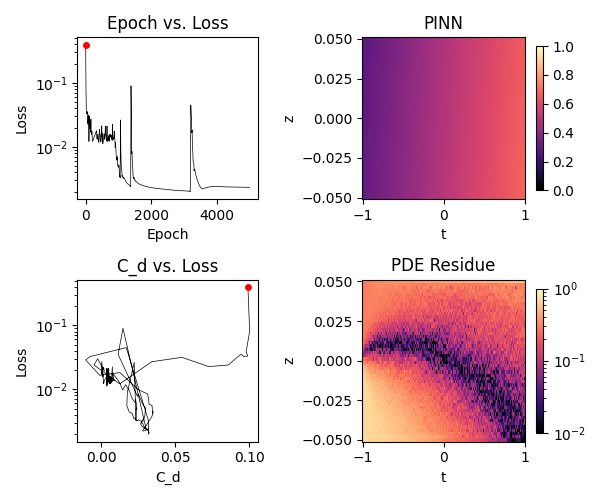 Epoch vs. Loss
Loss
10⁻¹
10⁻²
0
2000
4000
Epoch
PINN
z
0.050
0.025
0.000
−0.025
−0.050
−1
0
1
t
1.0
0.8
0.6
0.4
0.2
0.0
C_d vs. Loss
Loss
10⁻¹
10⁻²
0.00
0.05
0.10
C_d
PDE Residue
z
0.050
0.025
0.000
−0.025
−0.050
−1
0
1
t
10⁰
10⁻¹
10⁻²